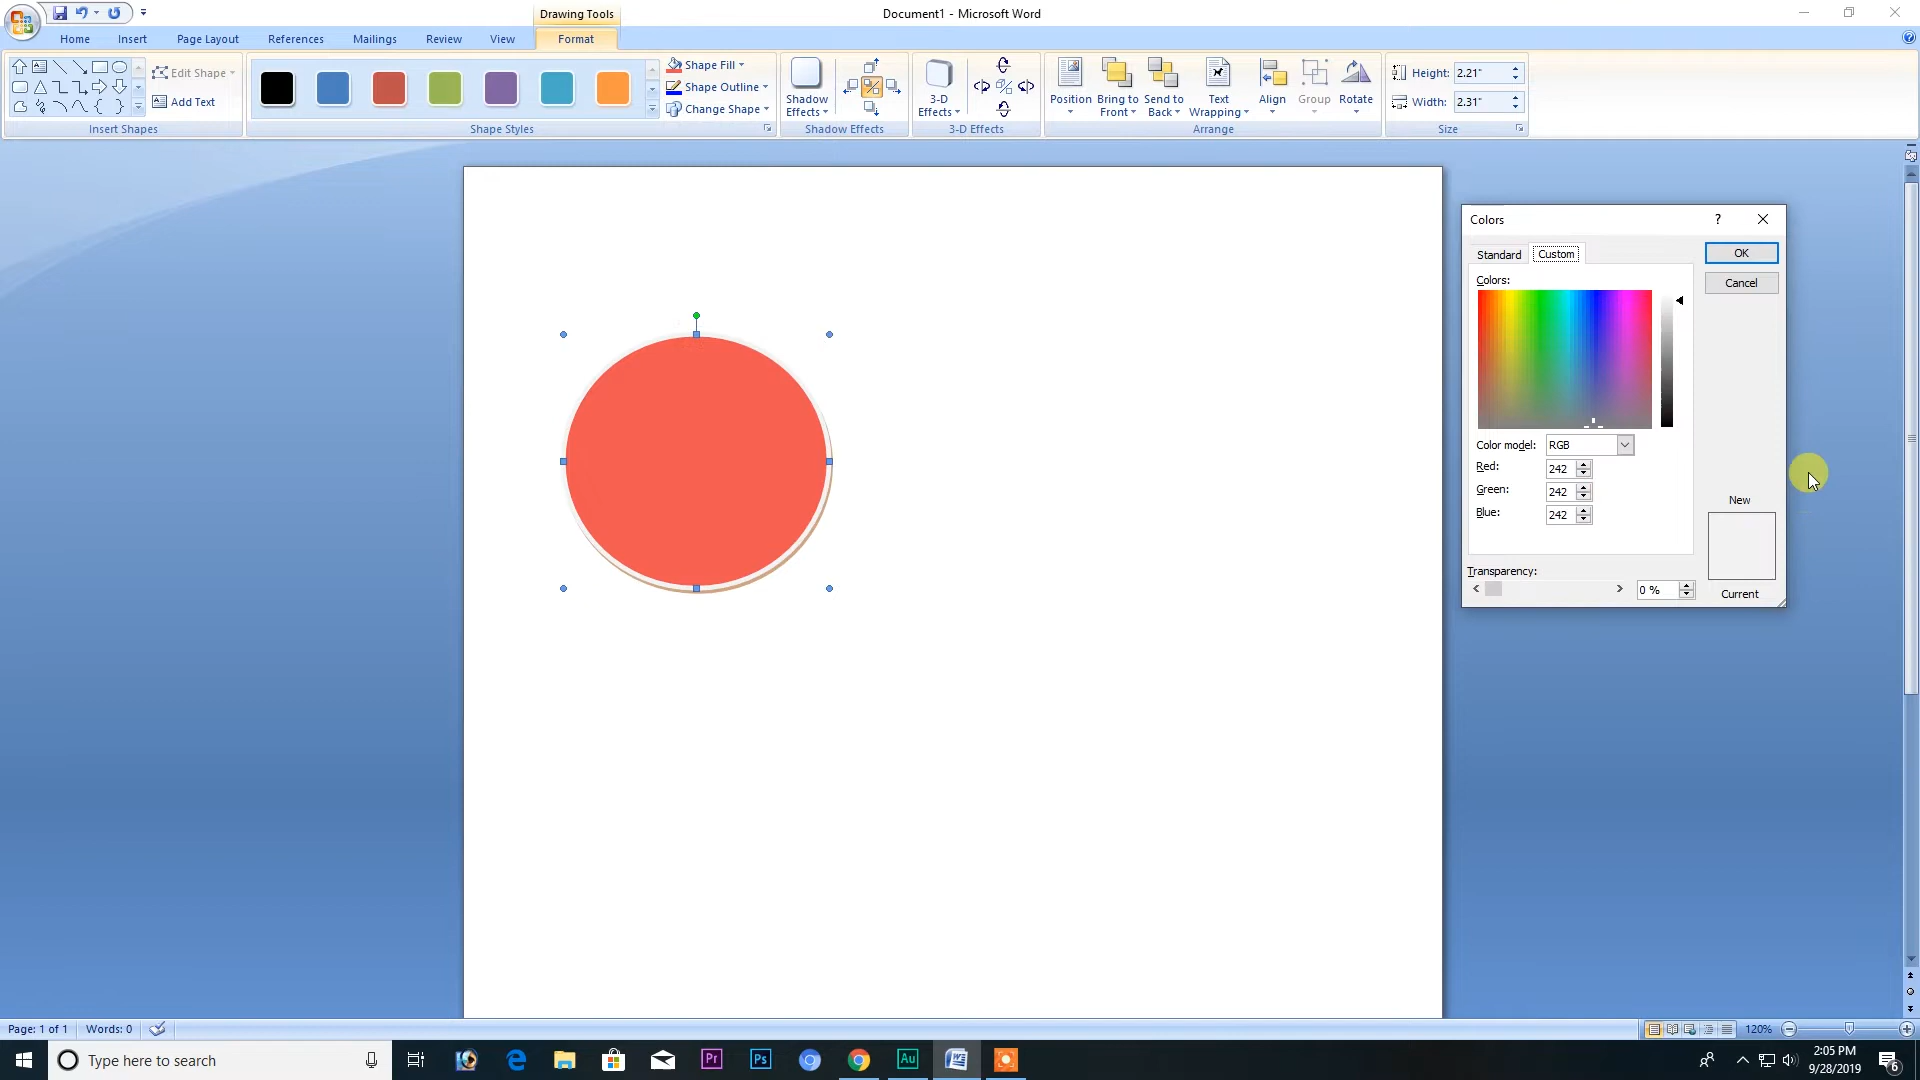 Drawing Tools
Document1 - Microsoft Word
Home Insert Page Layout References Mailings Review View Format
Edit Shape
Add Text
Insert Shapes
Shape Fill
Shape Outline
Change Shape
Shape Styles
Shadow Effects
Shadow Effects
3-D Effects
3-D Effects
Position
Bring to Front
Send to Back
Text Wrapping
Align
Group
Rotate
Arrange
Height: 2.21"
Width: 2.31"
Size
Colors
?
Standard Custom
OK
Cancel
Colors:
Color model: RGB
Red: 242
Green: 242
Blue: 242
New
Transparency:
0 %
Current
Page: 1 of 1 Words: 0
120%
Type here to search
Pr
Ps
Au
2:05 PM
9/28/2019
6